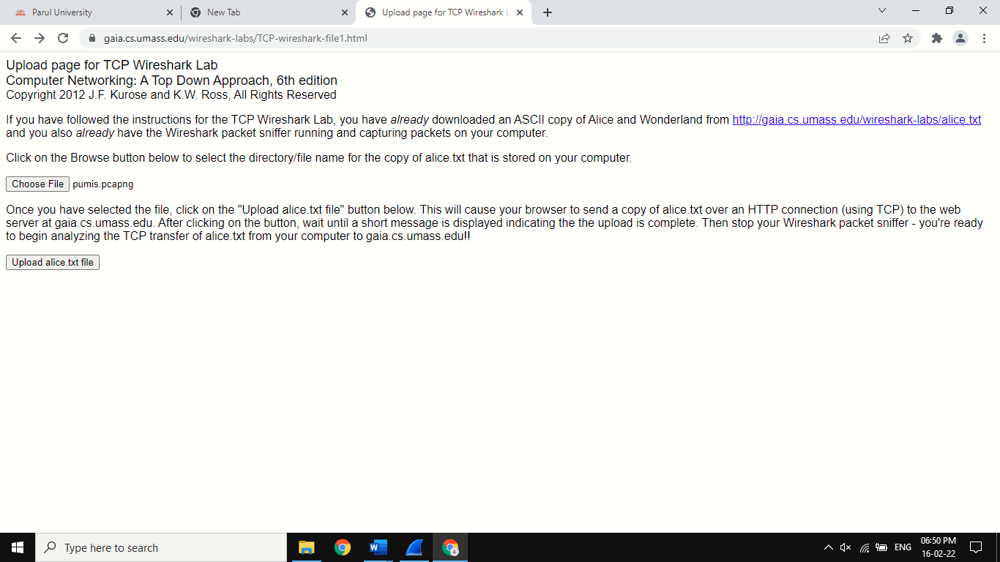 Parul University
New Tab
Upload page for TCP Wireshark L
gaia.cs.umass.edu/wireshark-labs/TCP-wireshark-file1.html
Upload page for TCP Wireshark Lab
Computer Networking: A Top Down Approach, 6th edition
Copyright 2012 J.F. Kurose and K.W. Ross, All Rights Reserved
If you have followed the instructions for the TCP Wireshark Lab, you have already downloaded an ASCII copy of Alice and Wonderland from http://gaia.cs.umass.edu/wireshark-labs/alice.txt
and you also already have the Wireshark packet sniffer running and capturing packets on your computer.
Click on the Browse button below to select the directory/file name for the copy of alice.txt that is stored on your computer.
Choose File pumis.pcapng
Once you have selected the file, click on the "Upload alice.txt file" button below. This will cause your browser to send a copy of alice.txt over an HTTP connection (using TCP) to the web
server at gaia.cs.umass.edu. After clicking on the button, wait until a short message is displayed indicating the the upload is complete. Then stop your Wireshark packet sniffer - you're ready
to begin analyzing the TCP transfer of alice.txt from your computer to gaia.cs.umass.edu!!
Upload alice.txt file
Type here to search
ENG
06:50 PM
16-02-22